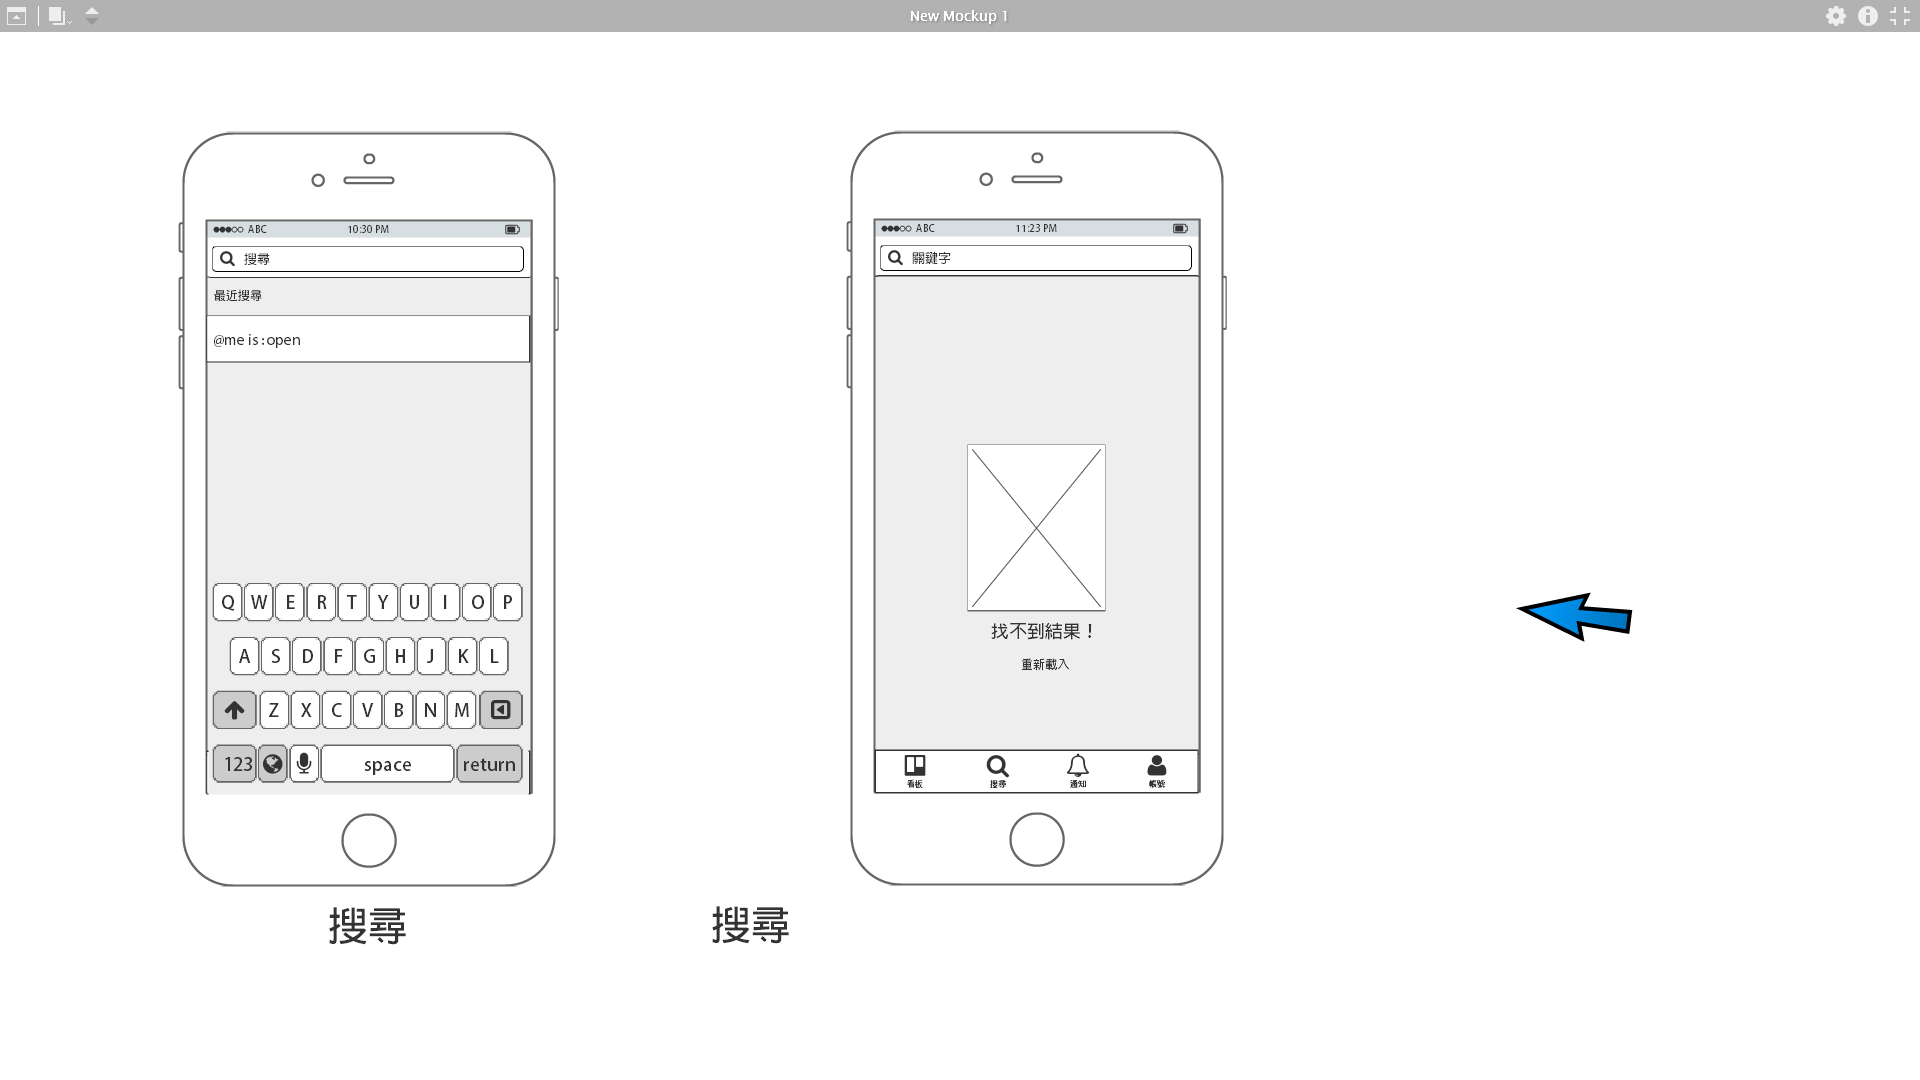 New Mockup 1
ABC 10:30 PM
搜尋
最近搜尋
@me is:open
Q W E R T Y U I O P
A S D F G H J K L
Z X C V B N M
123 space return
搜尋
ABC 11:23 PM
關鍵字
找不到結果！
重新載入
看板 搜尋 通知 帳號
搜尋